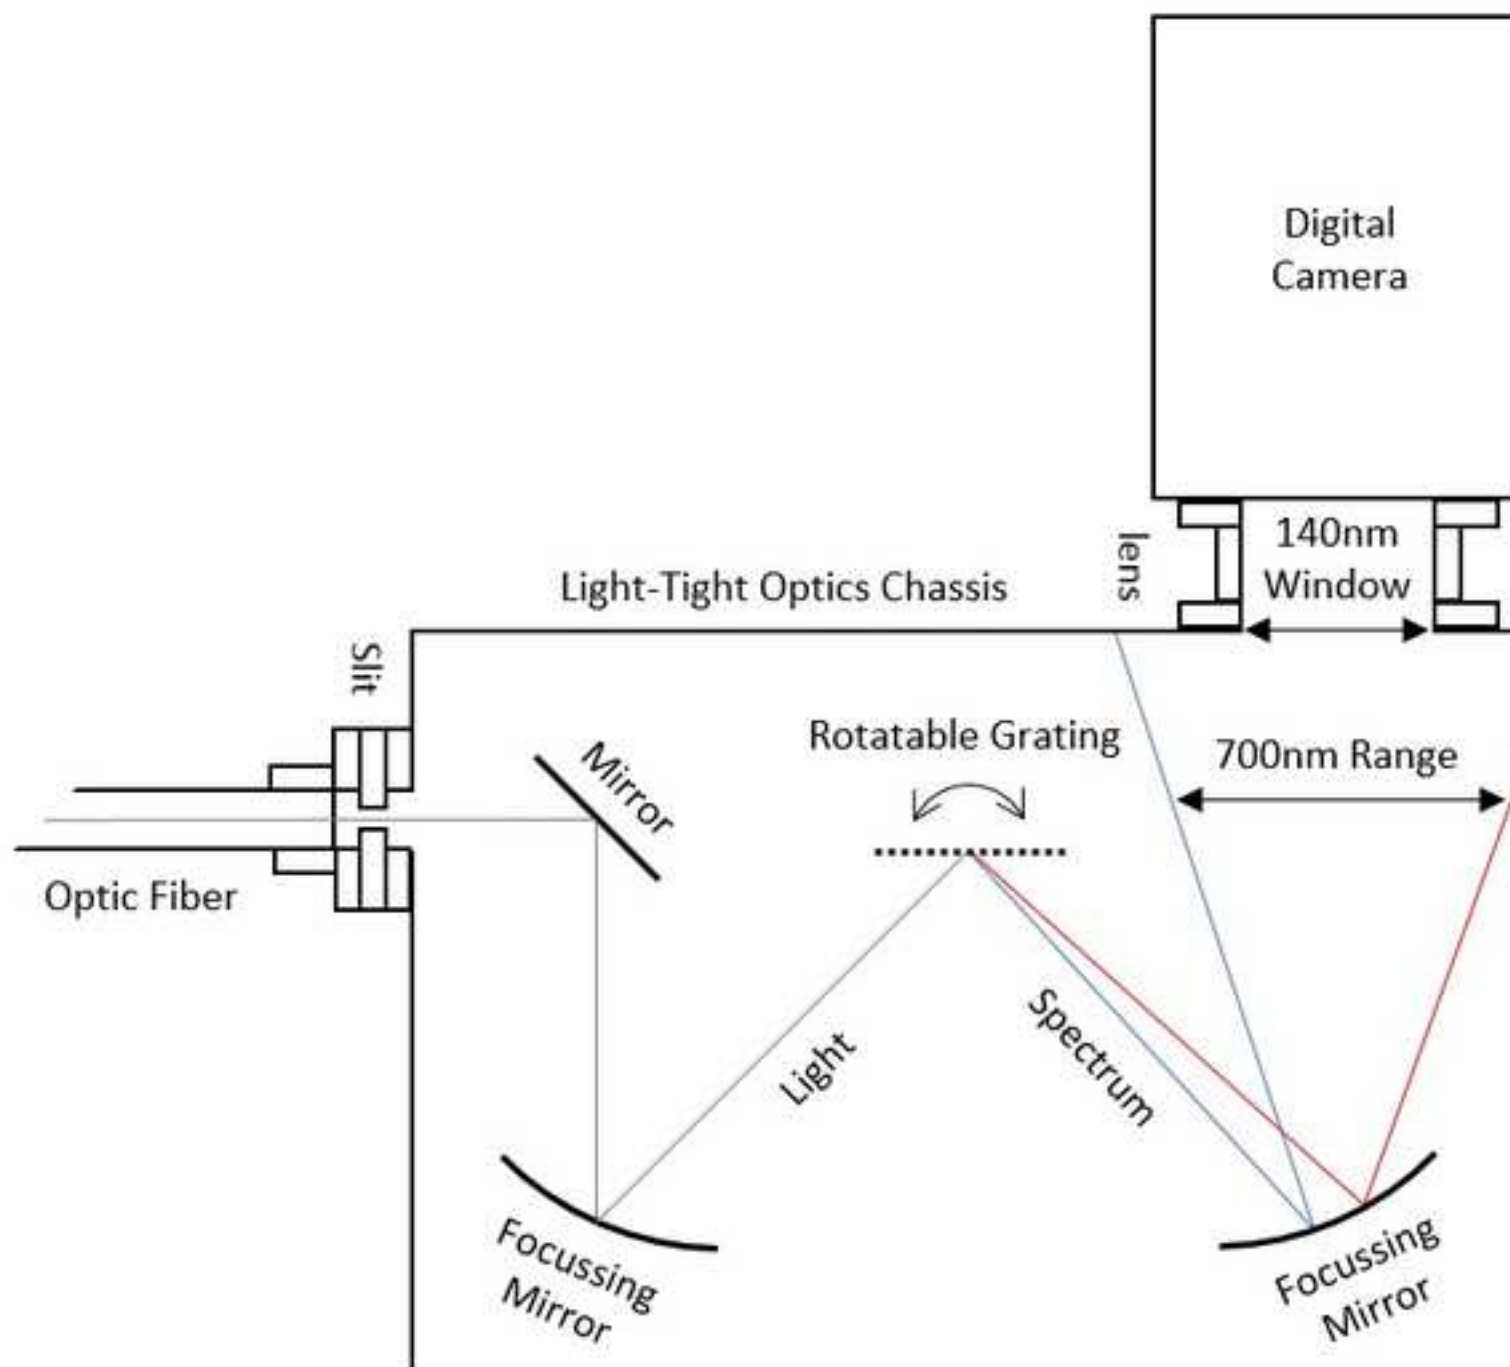 Digital
Camera
lens
140nm
Window
Light-Tight Optics Chassis
Slit
Mirror
Rotatable Grating
700nm Range
Optic Fiber
Light
Spectrum
Focussing
Mirror
Focussing
Mirror